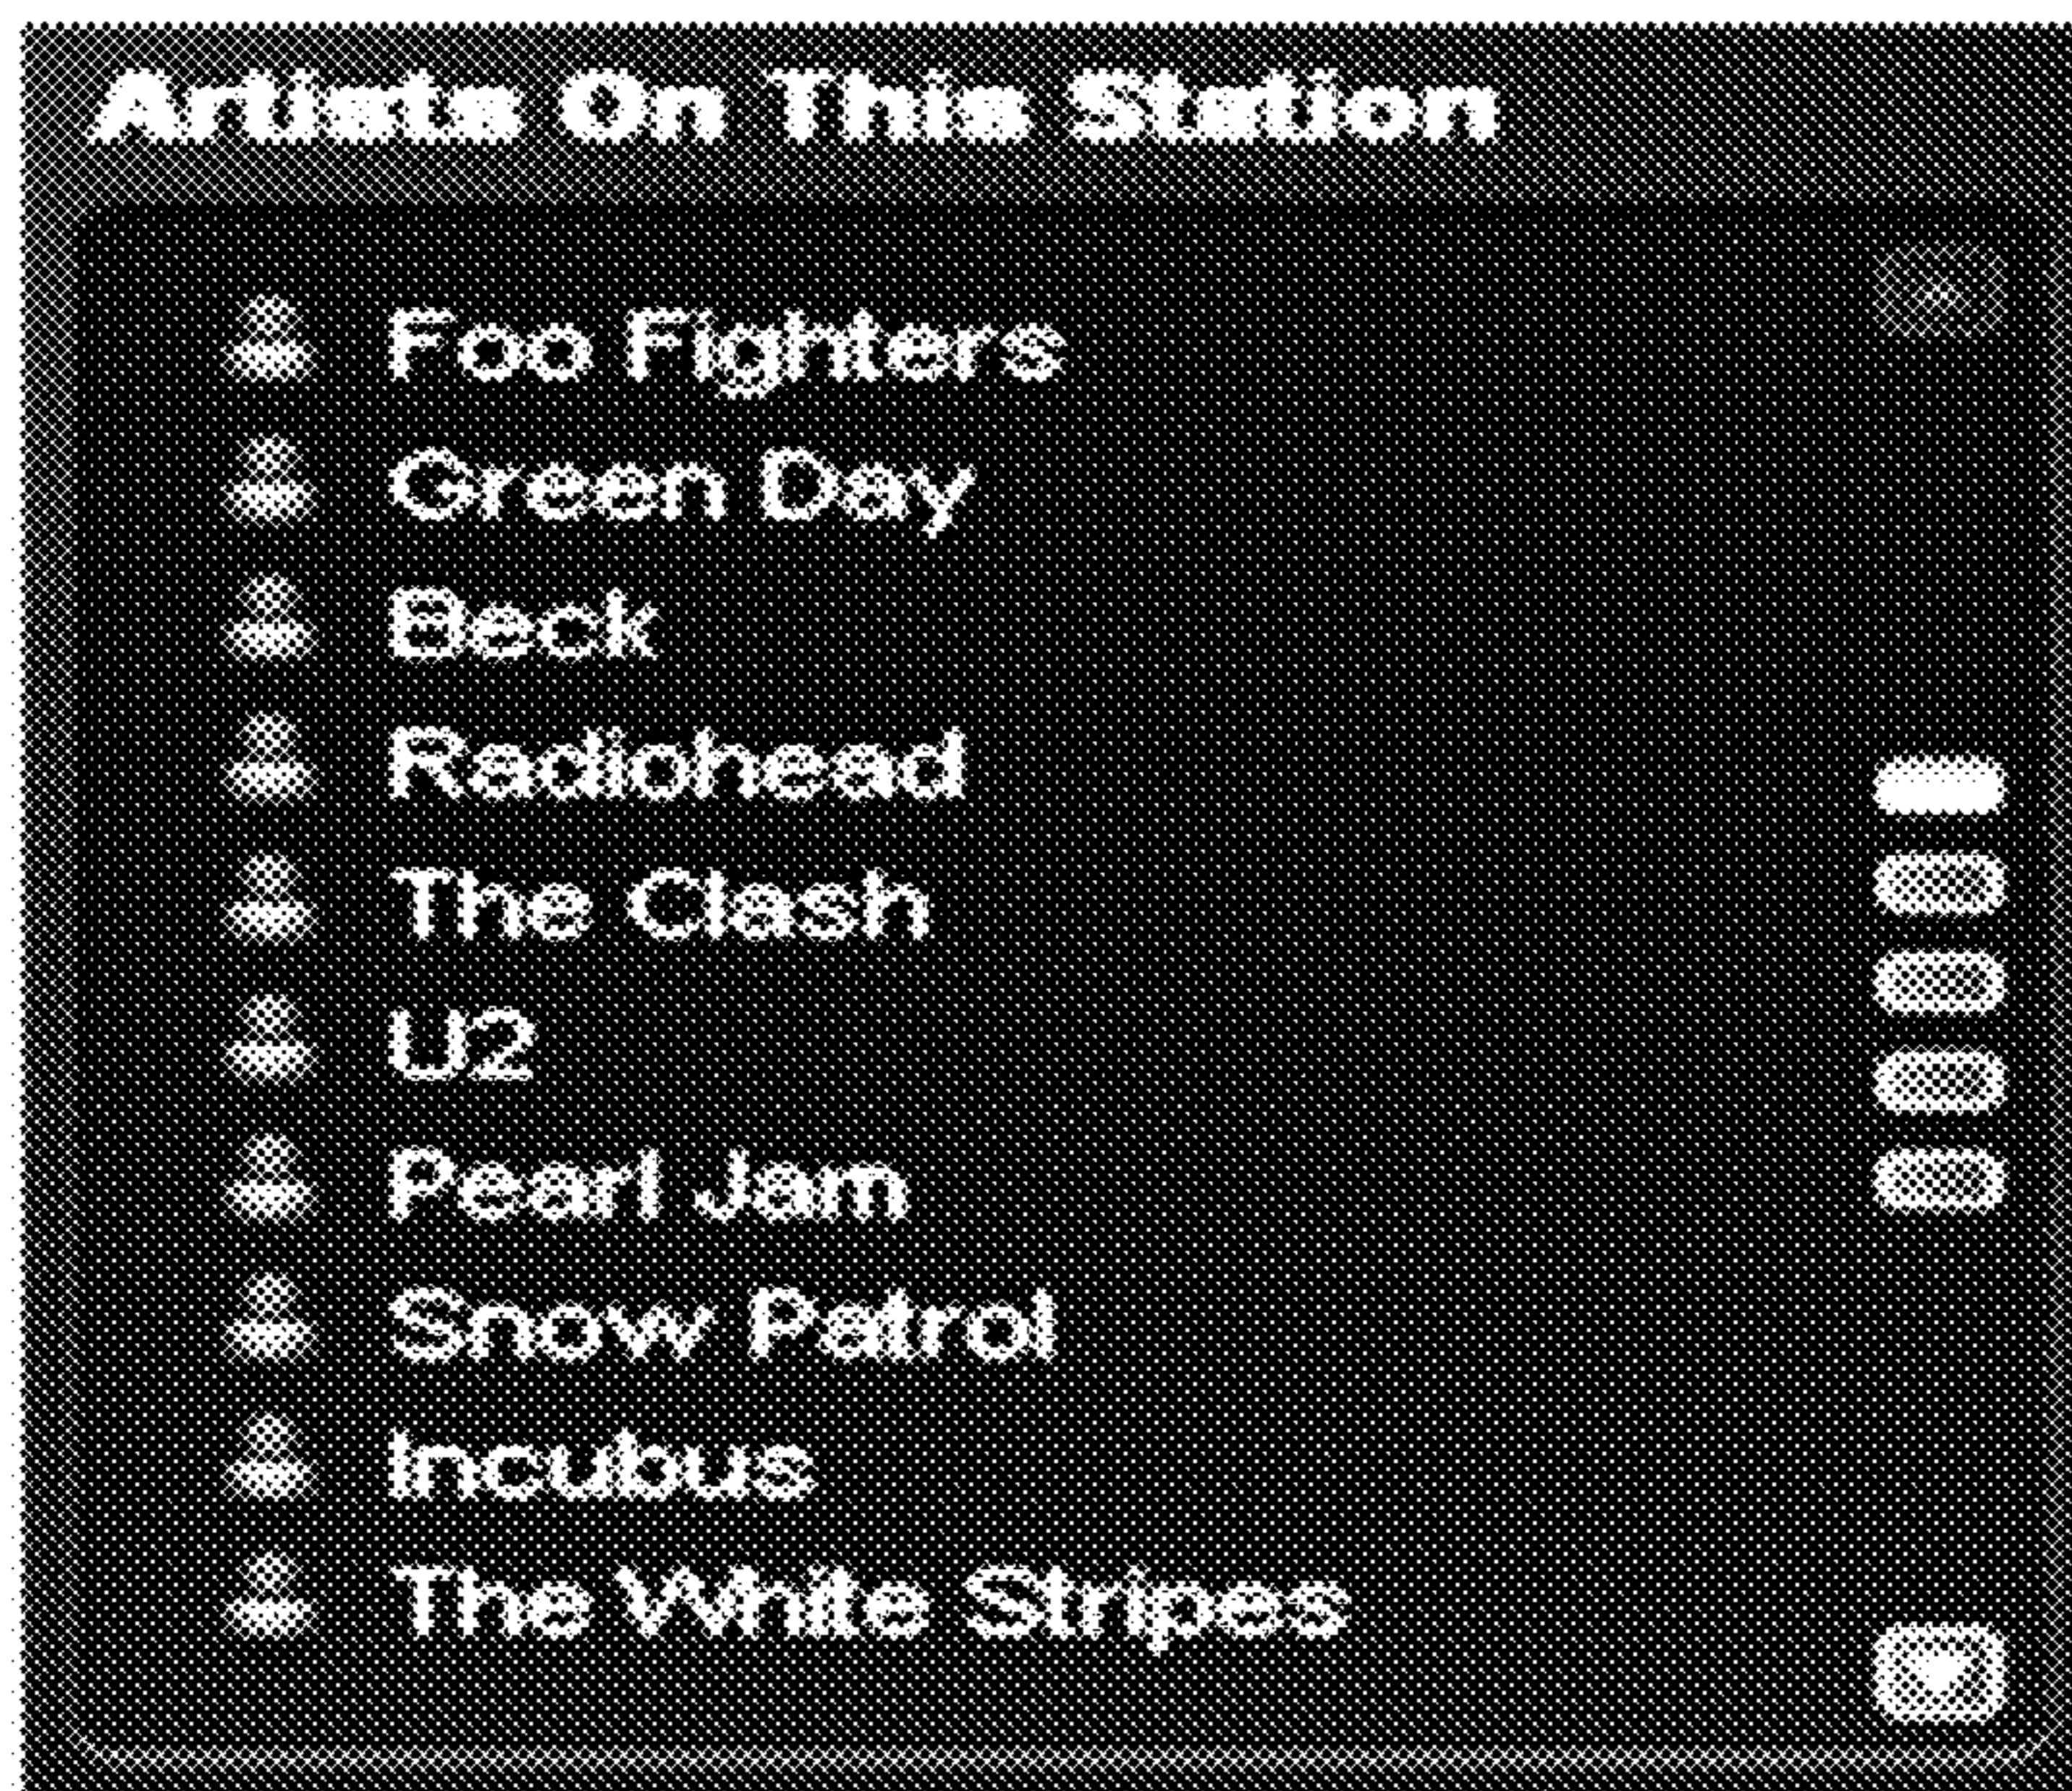 Artists On This Station
Foo Fighters
Green Day
Beck
Radiohead
The Clash
U2
Pearl Jam
Snow Patrol
Incubus
The White Stripes